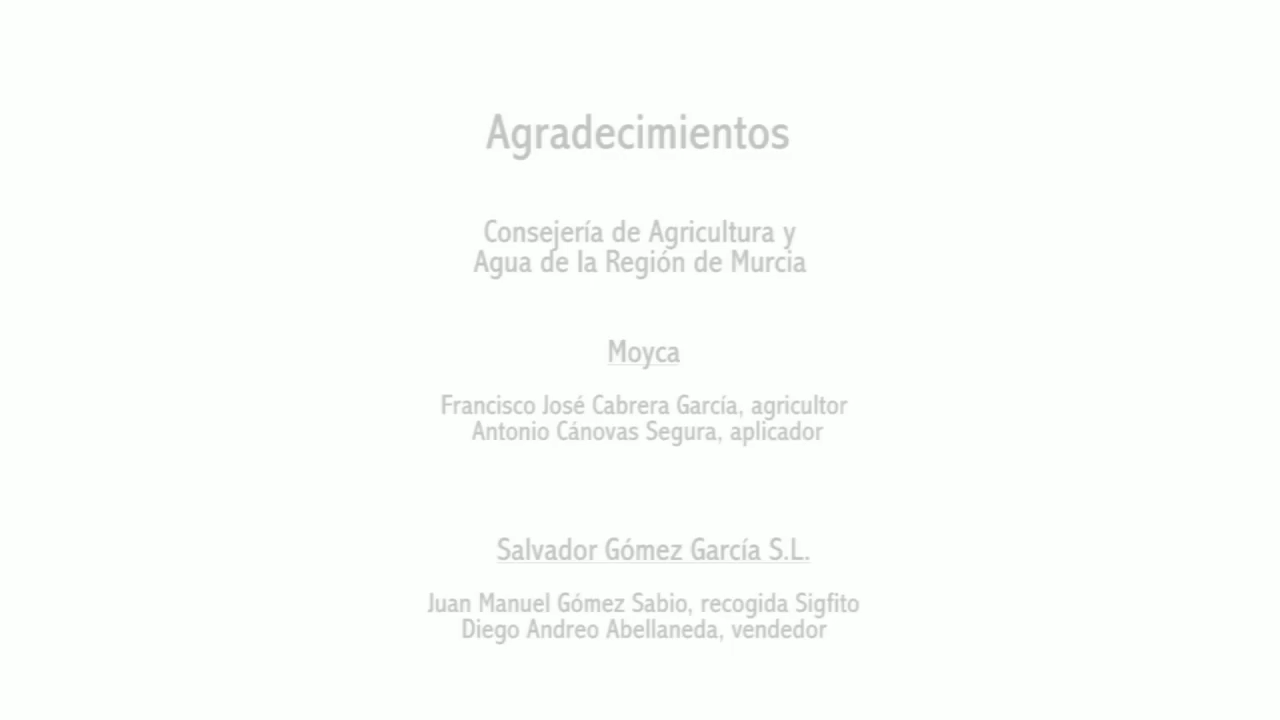 Agradecimientos
Consejería de Agricultura y
Agua de la Región de Murcia
Moyca
Francisco José Cabrera García, agricultor
Antonio Cánovas Segura, aplicador
Salvador Gómez García S.L.
Juan Manuel Gómez Sabio, recogida Sigfito
Diego Andreo Abellaneda, vendedor